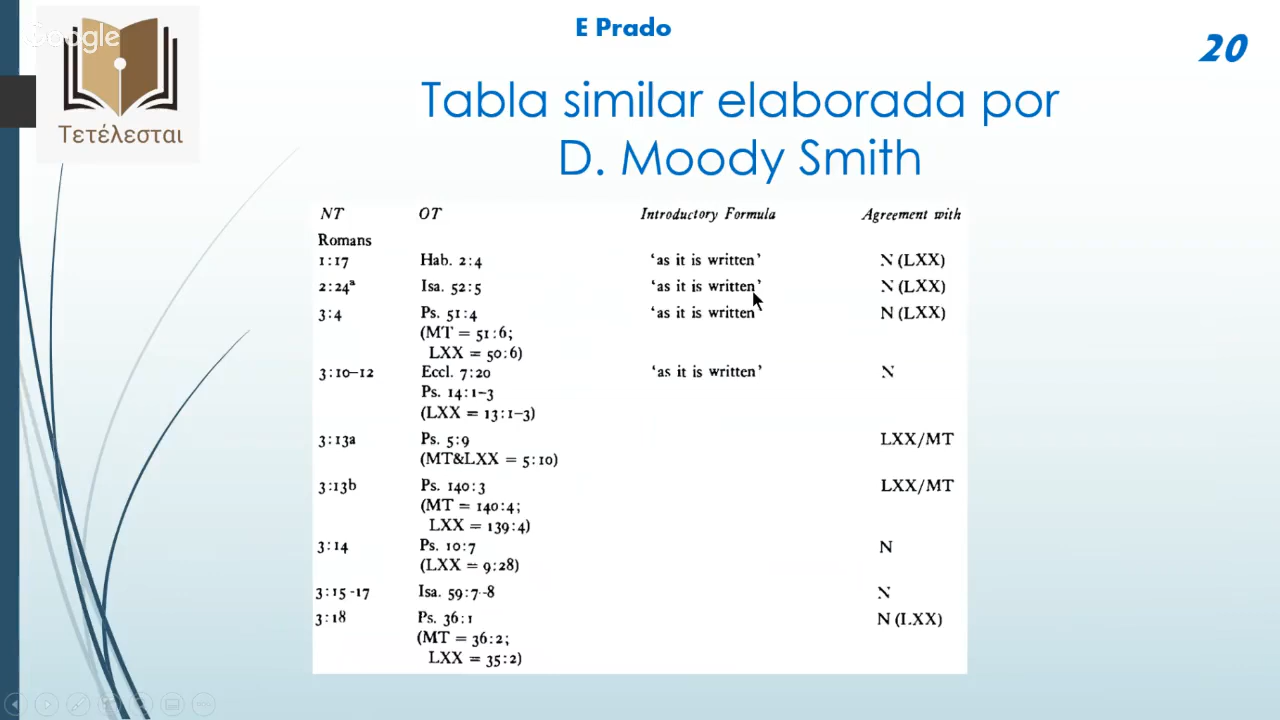 E Prado
Google
20
Τετέλεσται
Tabla similar elaborada por
D. Moody Smith
NT OT Introductory Formula Agreement with
Romans
1:17 Hab. 2:4 ‘as it is written’ N (LXX)
2:24ª Isa. 52:5 ‘as it is written’ N (LXX)
3:4 Ps. 51:4 ‘as it is written’ N (LXX)
(MT = 51:6;
LXX = 50:6)
3:10–12 Eccl. 7:20 ‘as it is written’ N
Ps. 14:1–3
(LXX = 13:1–3)
3:13a Ps. 5:9 LXX/MT
(MT&LXX = 5:10)
3:13b Ps. 140:3 LXX/MT
(MT = 140:4;
LXX = 139:4)
3:14 Ps. 10:7 N
(LXX = 9:28)
3:15-17 Isa. 59:7-8 N
3:18 Ps. 36:1 N (LXX)
(MT = 36:2;
LXX = 35:2)